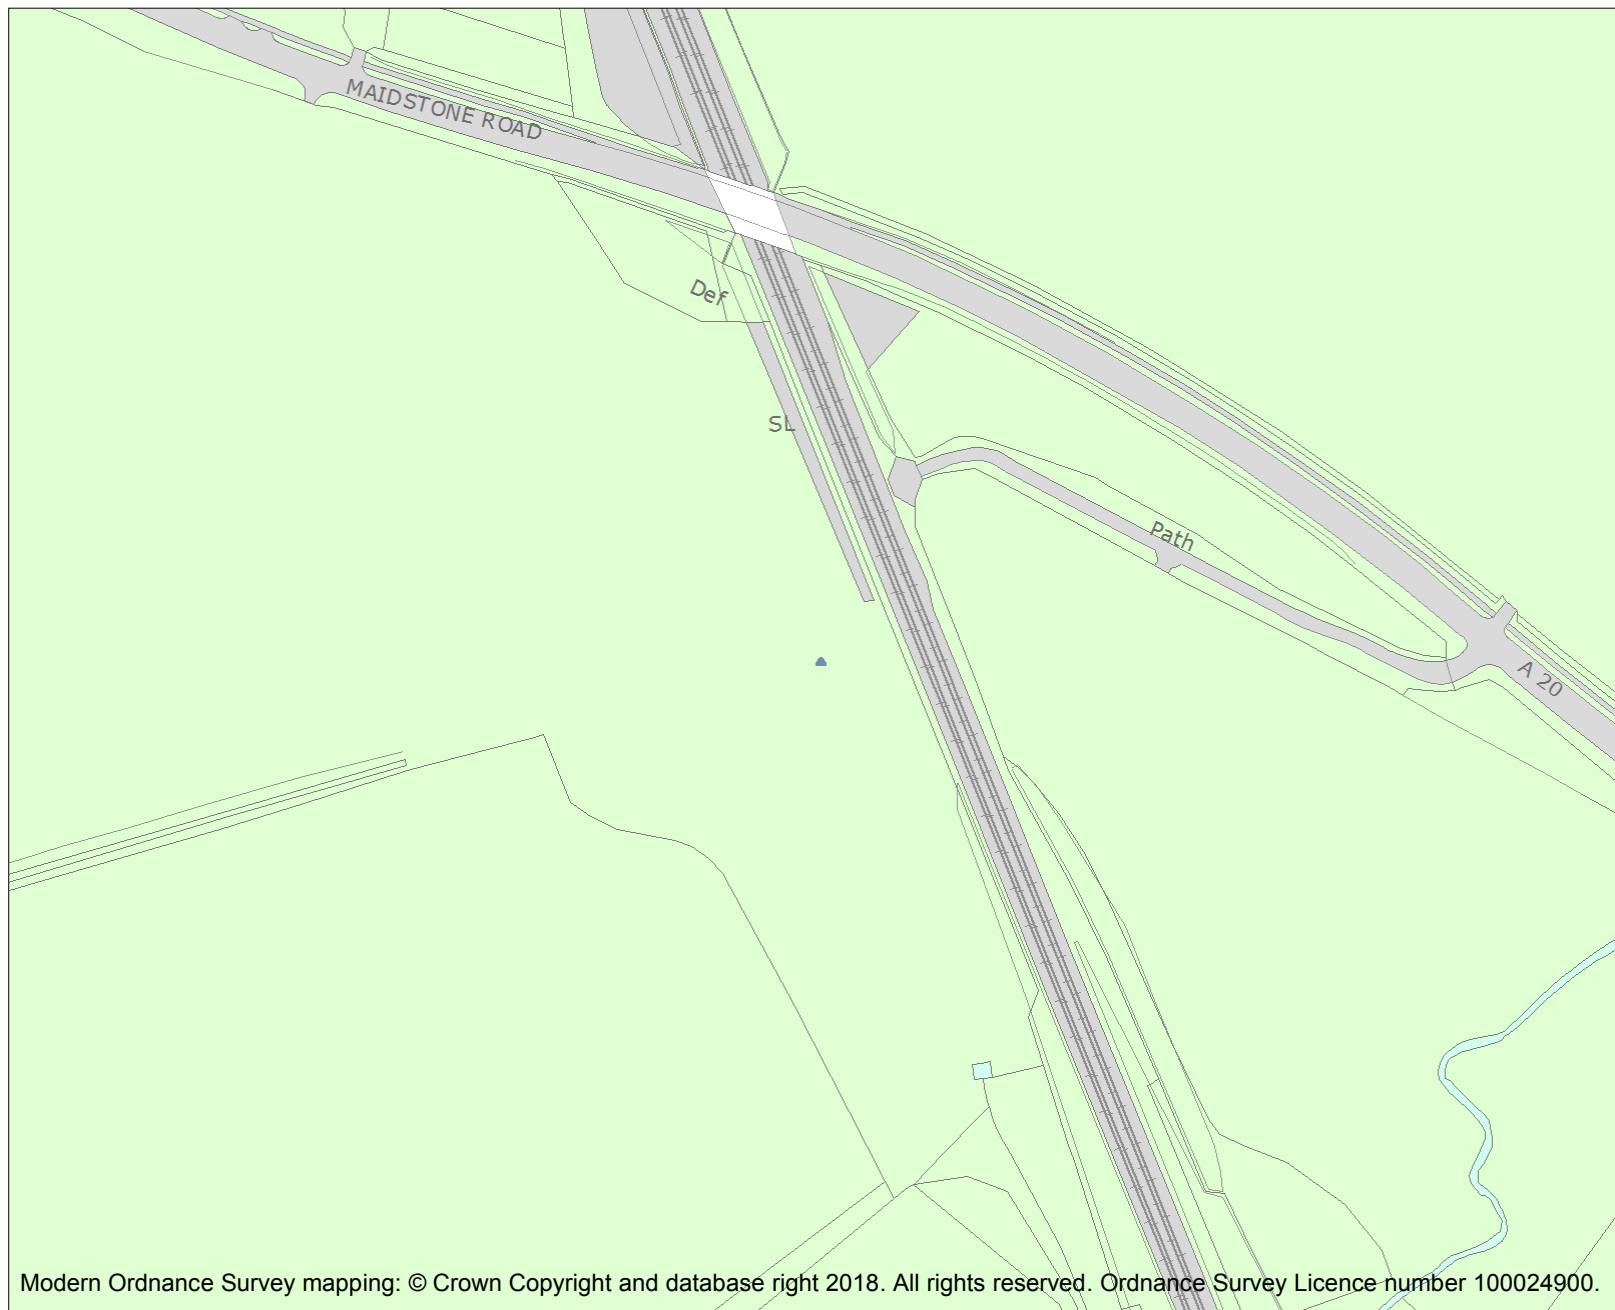 MAIDSTONE ROAD
Def
SL
Path
A 20
Modern Ordnance Survey mapping: © Crown Copyright and database right 2018. All rights reserved. Ordnance Survey Licence number 100024900.